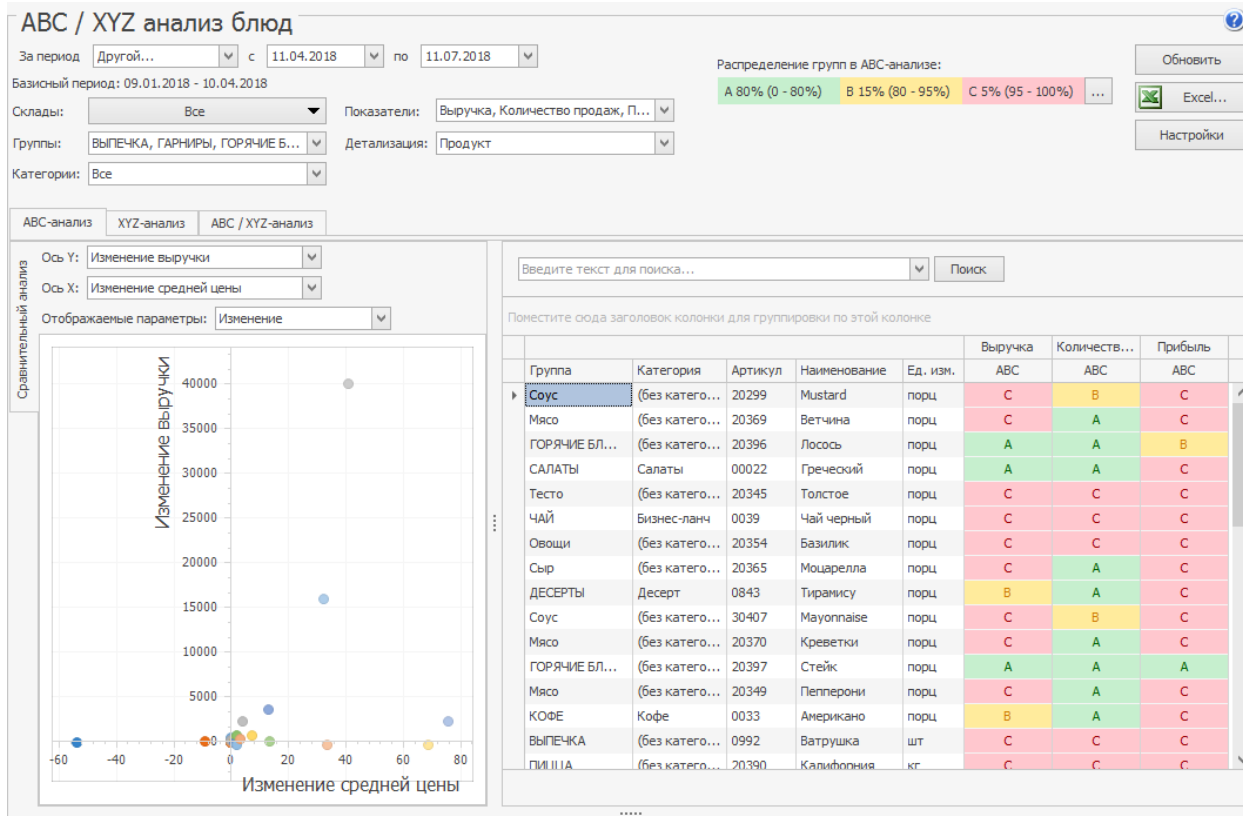 ABC / XYZ анализ блюд
За период Другой... с 11.04.2018 по 11.07.2018
Базисный период: 09.01.2018 - 10.04.2018
Склады: Все Показатели: Выручка, Количество продаж, П...
Группы: ВЫПЕЧКА, ГАРНИРЫ, ГОРЯЧИЕ Б... Детализация: Продукт
Категории: Все
Распределение групп в ABC-анализе:
A 80% (0 - 80%) B 15% (80 - 95%) C 5% (95 - 100%) ...
?
Обновить
Excel...
Настройки
ABC-анализ XYZ-анализ ABC / XYZ-анализ
Сравнительный анализ
Ось Y: Изменение выручки
Ось X: Изменение средней цены
Отображаемые параметры: Изменение
Изменение выручки
40000
35000
30000
25000
20000
15000
10000
5000
0
-60 -40 -20 0 20 40 60 80
Изменение средней цены
Введите текст для поиска... Поиск
Поместите сюда заголовок колонки для группировки по этой колонке
Выручка Количеств... Прибыль
Группа Категория Артикул Наименование Ед. изм. ABC ABC ABC
Соус (без катего... 20299 Mustard порц C B C
Мясо (без катего... 20369 Ветчина порц C A C
ГОРЯЧИЕ БЛ... (без катего... 20396 Лосось порц A A B
САЛАТЫ Салаты 00022 Греческий порц A A C
Тесто (без катего... 20345 Толстое порц C C C
ЧАЙ Бизнес-ланч 0039 Чай черный порц C C C
Овощи (без катего... 20354 Базилик порц C C C
Сыр (без катего... 20365 Моцарелла порц C A C
ДЕСЕРТЫ Десерт 0843 Тирамису порц B A C
Соус (без катего... 30407 Mayonnaise порц C B C
Мясо (без катего... 20370 Креветки порц C A C
ГОРЯЧИЕ БЛ... (без катего... 20397 Стейк порц A A A
Мясо (без катего... 20349 Пепперони порц C A C
КОФЕ Кофе 0033 Американо порц B A C
ВЫПЕЧКА (без катего... 0992 Ватрушка шт C C C
ПИЦЦА (без катего... 20390 Калифорния кг C C C